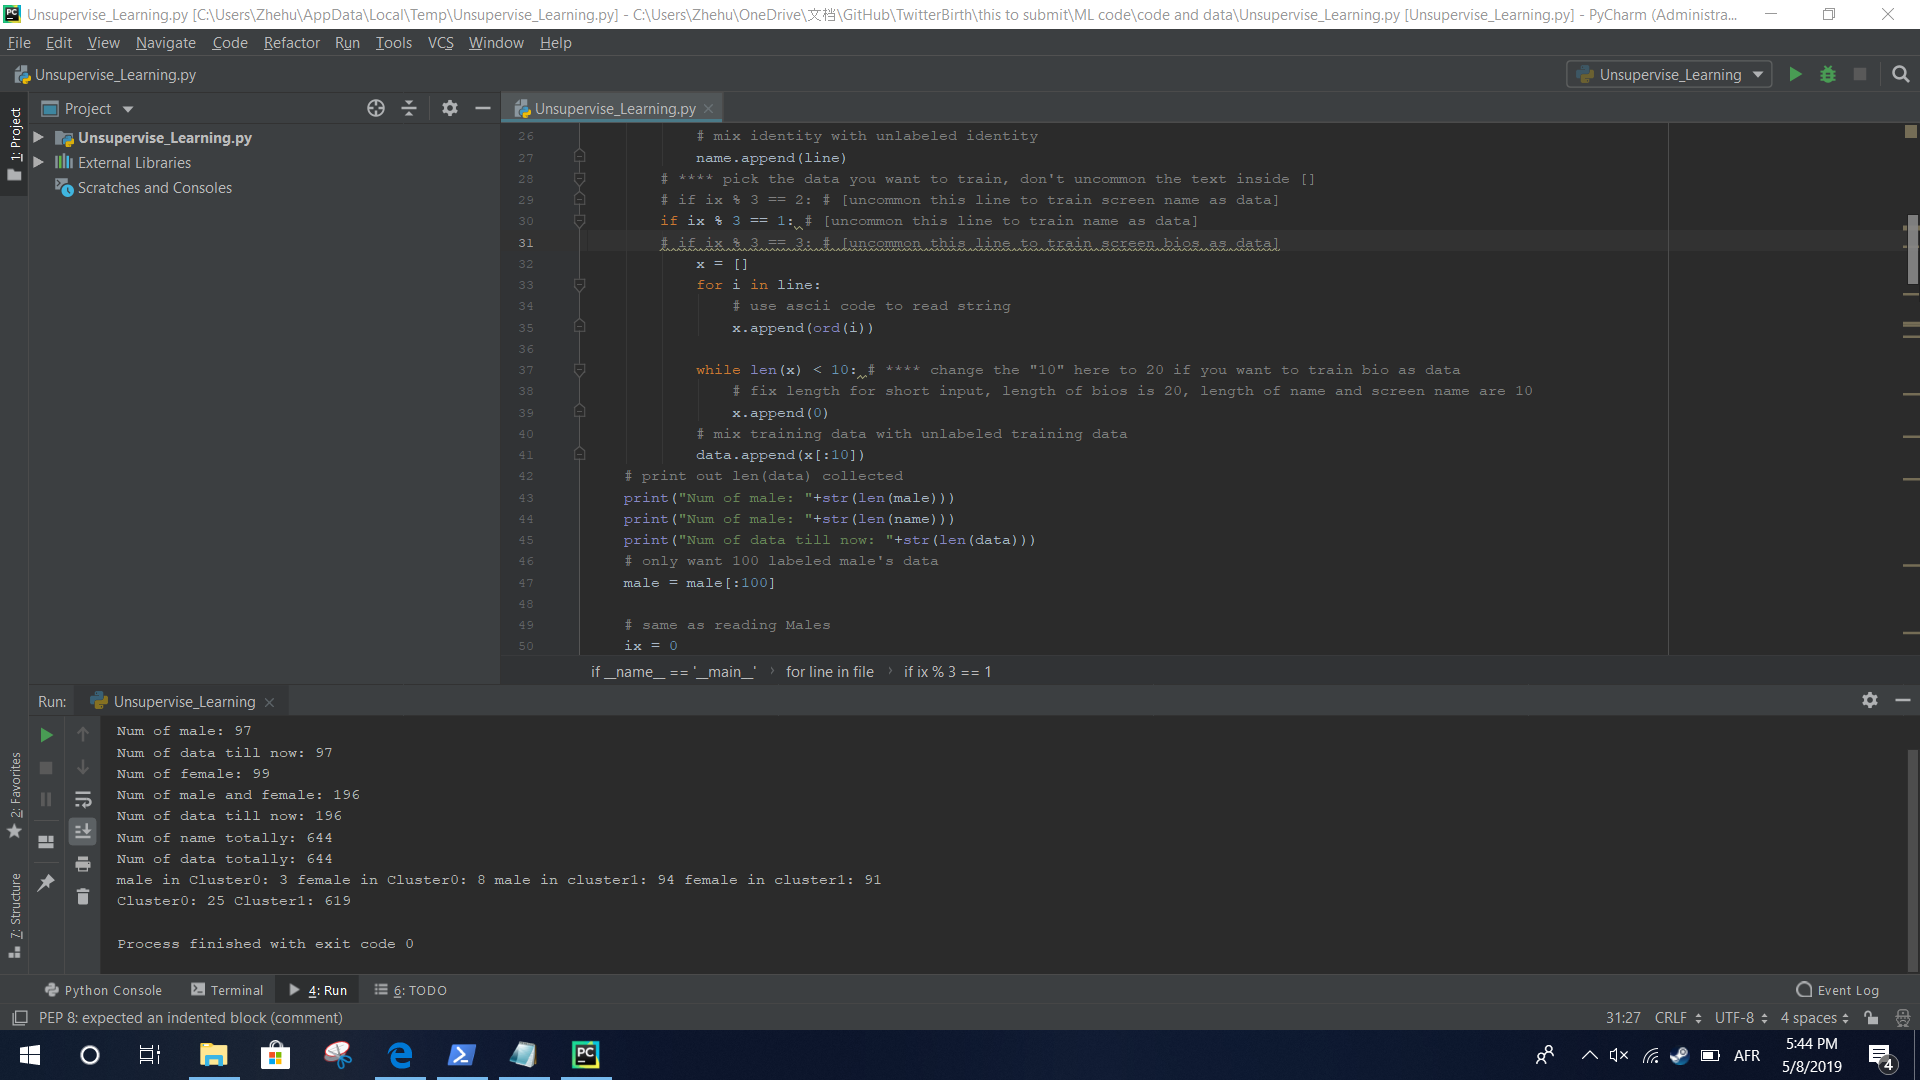 Unsupervise_Learning.py [C:\Users\Zhehu\AppData\Local\Temp\Unsupervise_Learning.py] - C:\Users\Zhehu\OneDrive\文档\GitHub\TwitterBirth\this to submit\ML code\code and data\Unsupervise_Learning.py [Unsupervise_Learning.py] - PyCharm (Administra...
File Edit View Navigate Code Refactor Run Tools VCS Window Help
Unsupervise_Learning.py
Unsupervise_Learning
1: Project
Project
Unsupervise_Learning.py
External Libraries
Scratches and Consoles
Unsupervise_Learning.py
26 # mix identity with unlabeled identity
27 name.append(line)
28 # **** pick the data you want to train, don't uncommon the text inside []
29 # if ix % 3 == 2: # [uncommon this line to train screen name as data]
30 if ix % 3 == 1: # [uncommon this line to train name as data]
31 # if ix % 3 == 3: # [uncommon this line to train screen bios as data]
32 x = []
33 for i in line:
34 # use ascii code to read string
35 x.append(ord(i))
36
37 while len(x) < 10: # **** change the "10" here to 20 if you want to train bio as data
38 # fix length for short input, length of bios is 20, length of name and screen name are 10
39 x.append(0)
40 # mix training data with unlabeled training data
41 data.append(x[:10])
42 # print out len(data) collected
43 print("Num of male: "+str(len(male)))
44 print("Num of male: "+str(len(name)))
45 print("Num of data till now: "+str(len(data)))
46 # only want 100 labeled male's data
47 male = male[:100]
48
49 # same as reading Males
50 ix = 0
if __name__ == '__main__' › for line in file › if ix % 3 == 1
Run: Unsupervise_Learning
Num of male: 97
Num of data till now: 97
Num of female: 99
Num of male and female: 196
Num of data till now: 196
Num of name totally: 644
Num of data totally: 644
male in Cluster0: 3 female in Cluster0: 8 male in cluster1: 94 female in cluster1: 91
Cluster0: 25 Cluster1: 619
Process finished with exit code 0
2: Favorites
7: Structure
Python Console Terminal 4: Run 6: TODO Event Log
PEP 8: expected an indented block (comment) 31:27 CRLF UTF-8 4 spaces
AFR
5:44 PM
5/8/2019
4
PC